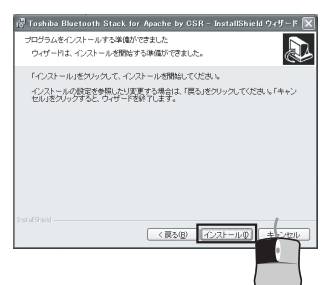 Toshiba Bluetooth Stack for Apache by CSR - InstallShield ウィザード
プログラムをインストールする準備ができました
ウィザードは、インストールを開始する準備ができました。
「インストール」をクリックして、インストールを開始してください。
インストールの設定を参照したり変更する場合は、「戻る」をクリックしてください。「キャン
セル」をクリックすると、ウィザードを終了します。
InstallShield
< 戻る(B)
インストール(I)
キャンセル